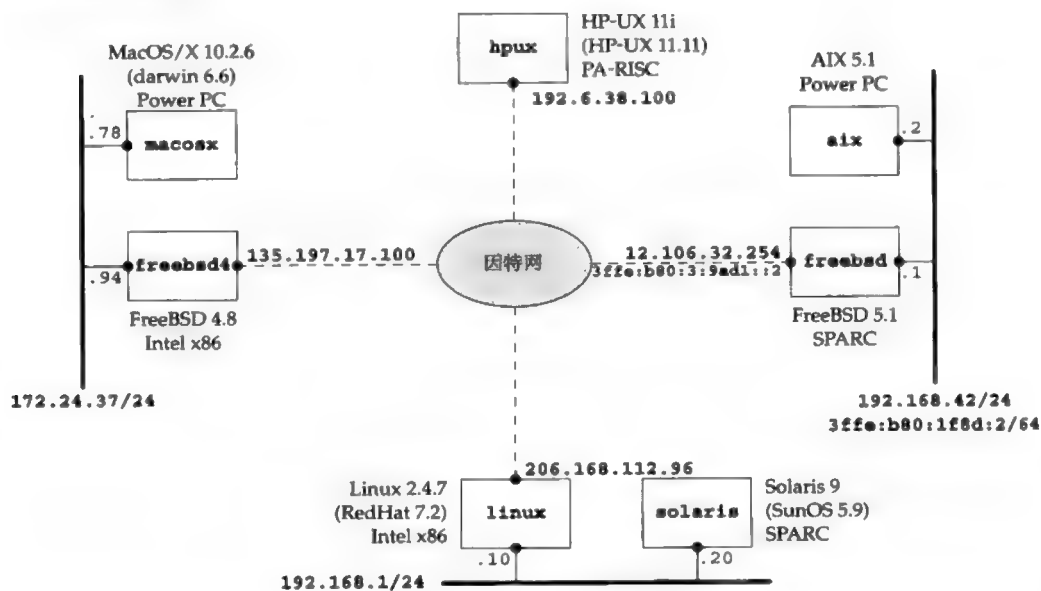 HP-UX 11i
(HP-UX 11.11)
PA-RISC
hpux
192.6.38.100
MacOS/X 10.2.6
(darwin 6.6)
Power PC
.78
macosx
AIX 5.1
Power PC
aix
.2
.94
freebsd4
135.197.17.100
FreeBSD 4.8
Intel x86
因特网
12.106.32.254
3ffe:b80:3:9ad1::2
freebsd
.1
FreeBSD 5.1
SPARC
172.24.37/24
192.168.42/24
3ffe:b80:1f8d:2/64
206.168.112.96
Linux 2.4.7
(RedHat 7.2)
Intel x86
linux
.10
solaris
.20
Solaris 9
(SunOS 5.9)
SPARC
192.168.1/24